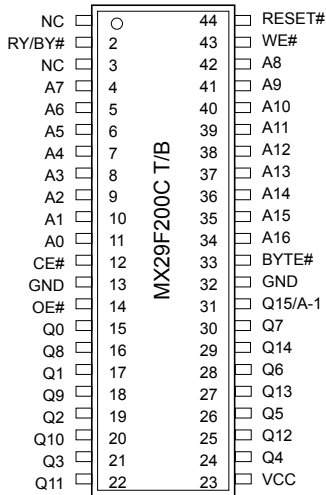 NC 44 RESET#
RY/BY# 2 43 WE#
NC 3 42 A8
A7 4 41 A9
A6 5 40 A10
A5 6 39 A11
A4 7 38 A12
A3 8 37 A13
A2 9 36 A14
A1 10 35 A15
A0 11 34 A16
CE# 12 33 BYTE#
GND 13 32 GND
OE# 14 31 Q15/A-1
Q0 15 30 Q7
Q8 16 29 Q14
Q1 17 28 Q6
Q9 18 27 Q13
Q2 19 26 Q5
Q10 20 25 Q12
Q3 21 24 Q4
Q11 22 23 VCC
MX29F200C T/B